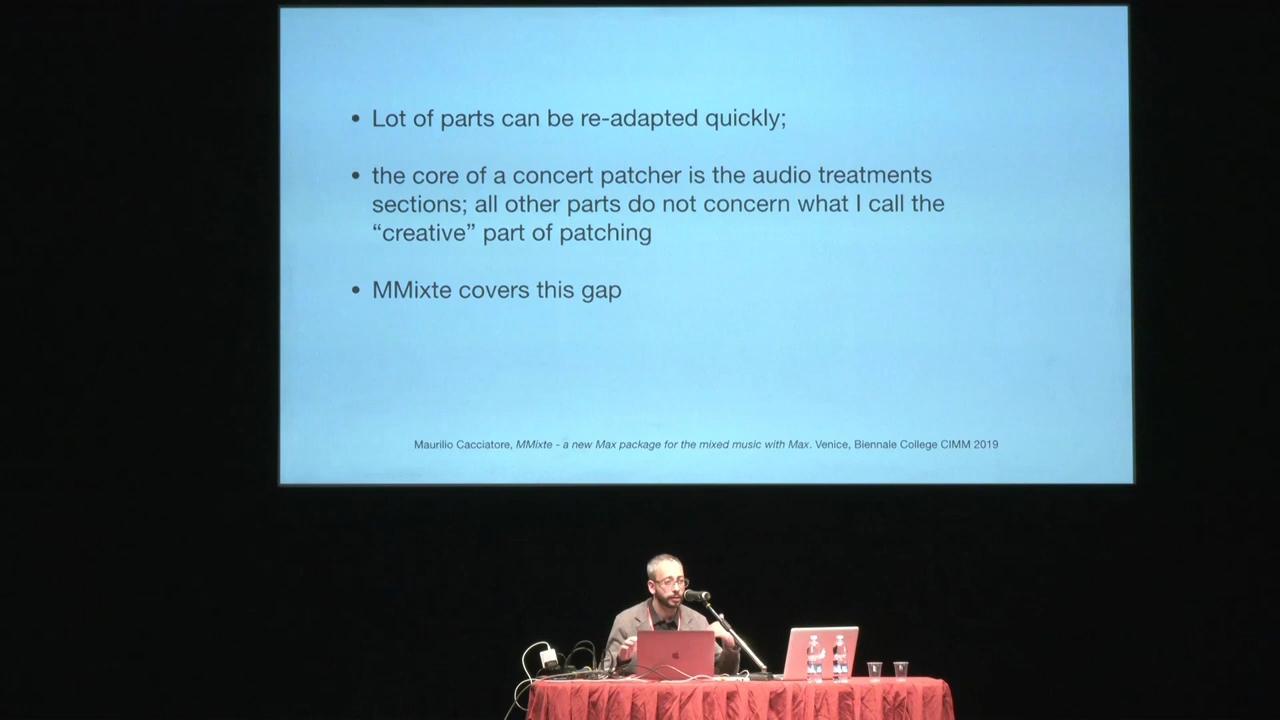 • Lot of parts can be re-adapted quickly;
• the core of a concert patcher is the audio treatments
sections; all other parts do not concern what I call the
“creative” part of patching
• MMixte covers this gap
Maurilio Cacciatore, MMixte - a new Max package for the mixed music with Max. Venice, Biennale College CIMM 2019